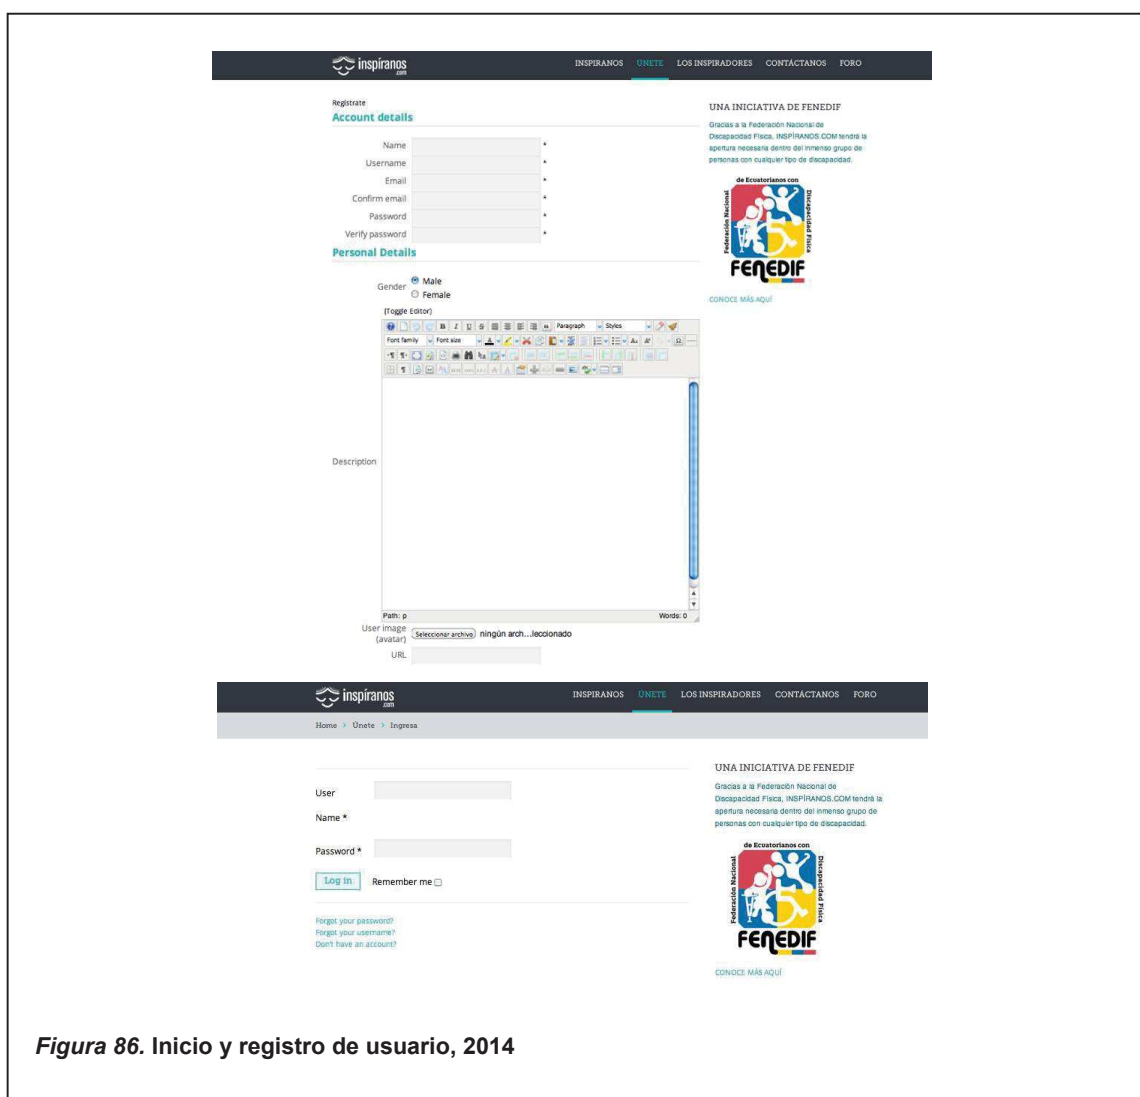 inspíranos
.com
INSPIRANOS ÚNETE LOS INSPIRADORES CONTÁCTANOS FORO
Registrate
Account details
Name *
Username *
Email *
Confirm email *
Password *
Verify password *
Personal Details
Gender Male
Female
[Toggle Editor]
Paragraph Styles
Font family Font size
Description
Path: p Words: 0
User image
(avatar) Seleccionar archivo ningún arch...leccionado
URL
UNA INICIATIVA DE FENEDIF
Gracias a la Federación Nacional de
Discapacidad Física, INSPÍRANOS.COM tendrá la
apertura necesaria dentro del inmenso grupo de
personas con cualquier tipo de discapacidad.
de Ecuatorianos con
Federación Nacional
Discapacidad Física
FENEDIF
CONOCE MÁS AQUÍ
inspíranos
.com
INSPIRANOS ÚNETE LOS INSPIRADORES CONTÁCTANOS FORO
Home > Únete > Ingresa
User
Name *
Password *
Log in Remember me
Forgot your password?
Forgot your username?
Don't have an account?
UNA INICIATIVA DE FENEDIF
Gracias a la Federación Nacional de
Discapacidad Física, INSPÍRANOS.COM tendrá la
apertura necesaria dentro del inmenso grupo de
personas con cualquier tipo de discapacidad.
de Ecuatorianos con
Federación Nacional
Discapacidad Física
FENEDIF
CONOCE MÁS AQUÍ
Figura 86. Inicio y registro de usuario, 2014